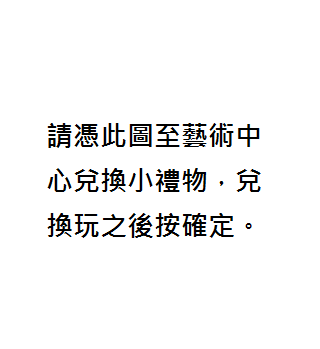 請憑此圖至藝術中
心兌換小禮物，兌
換玩之後按確定。